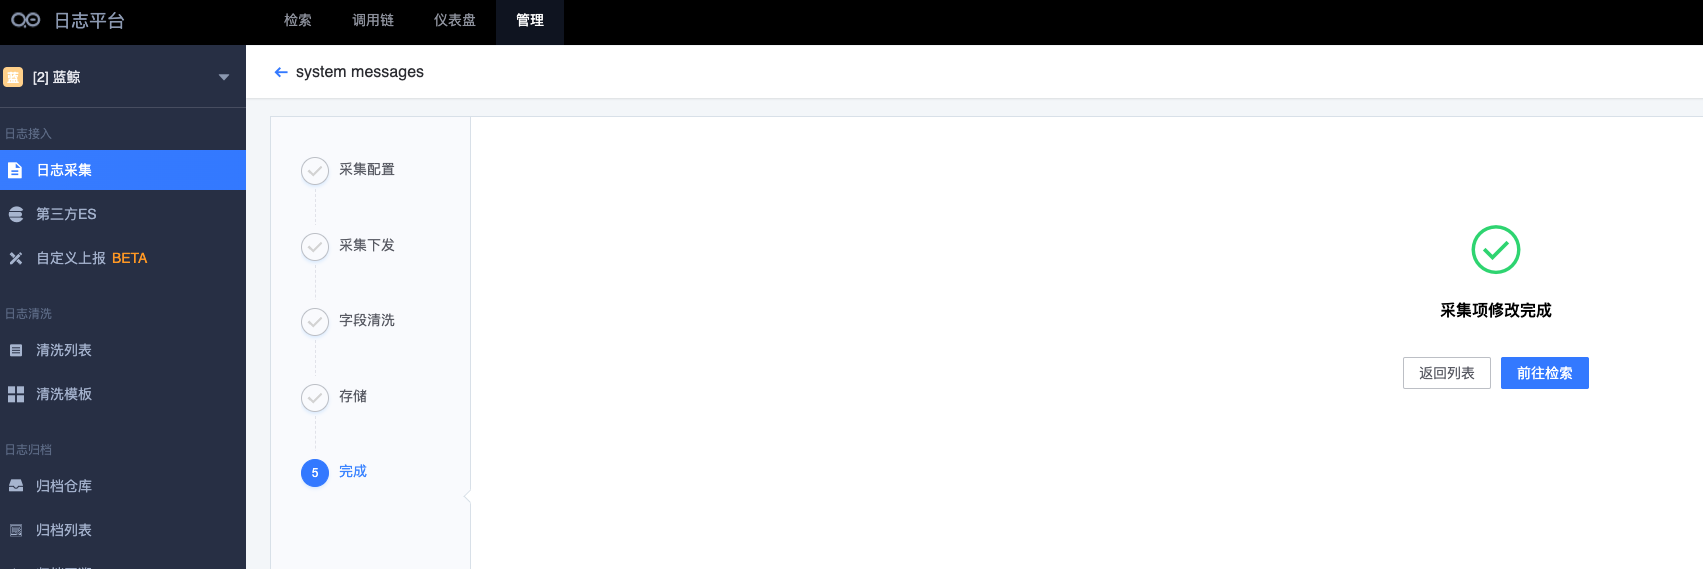 日志平台
检索
调用链
仪表盘
管理
蓝
[2] 蓝鲸
system messages
日志接入
日志采集
第三方ES
自定义上报 BETA
日志清洗
清洗列表
清洗模板
日志归档
归档仓库
归档列表
采集配置
采集下发
字段清洗
存储
5 完成
采集项修改完成
返回列表
前往检索